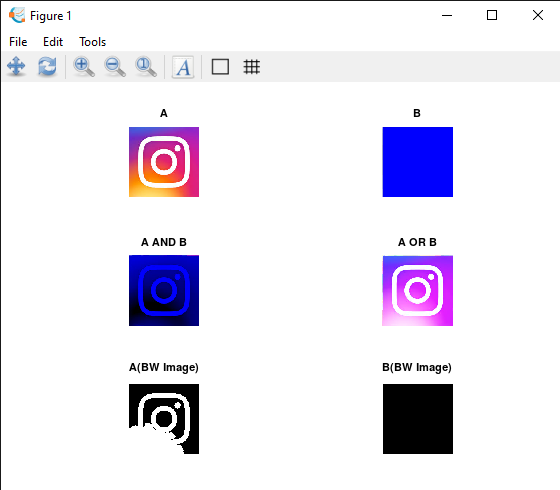 Figure 1
File Edit Tools
A
A B
A AND B A OR B
A(BW Image) B(BW Image)